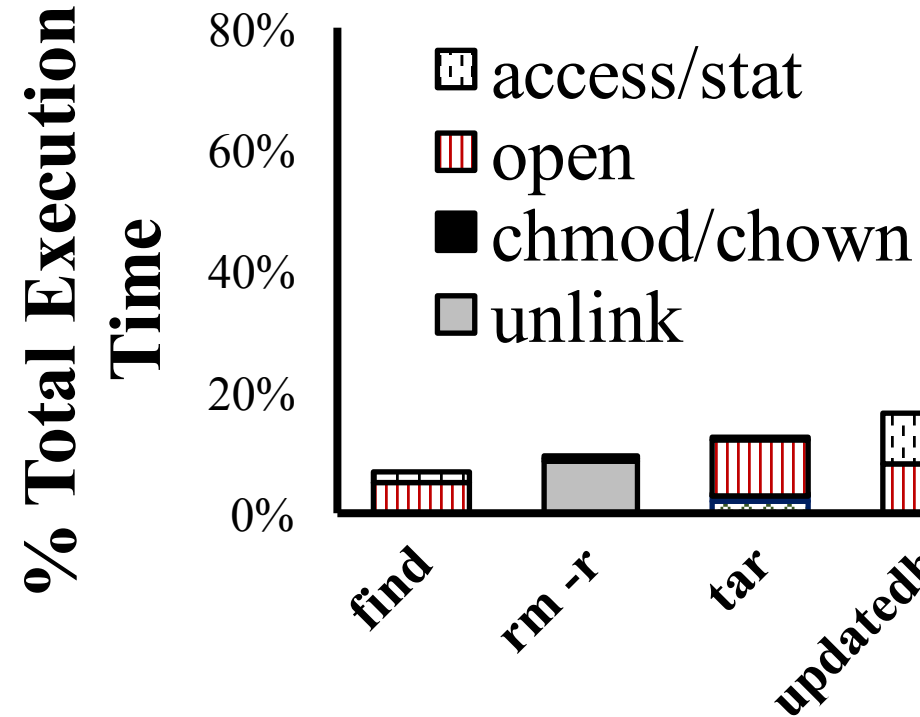 % Total Execution
Time
80%
60%
40%
20%
0%
access/stat
open
chmod/chown
unlink
find
rm -r
tar